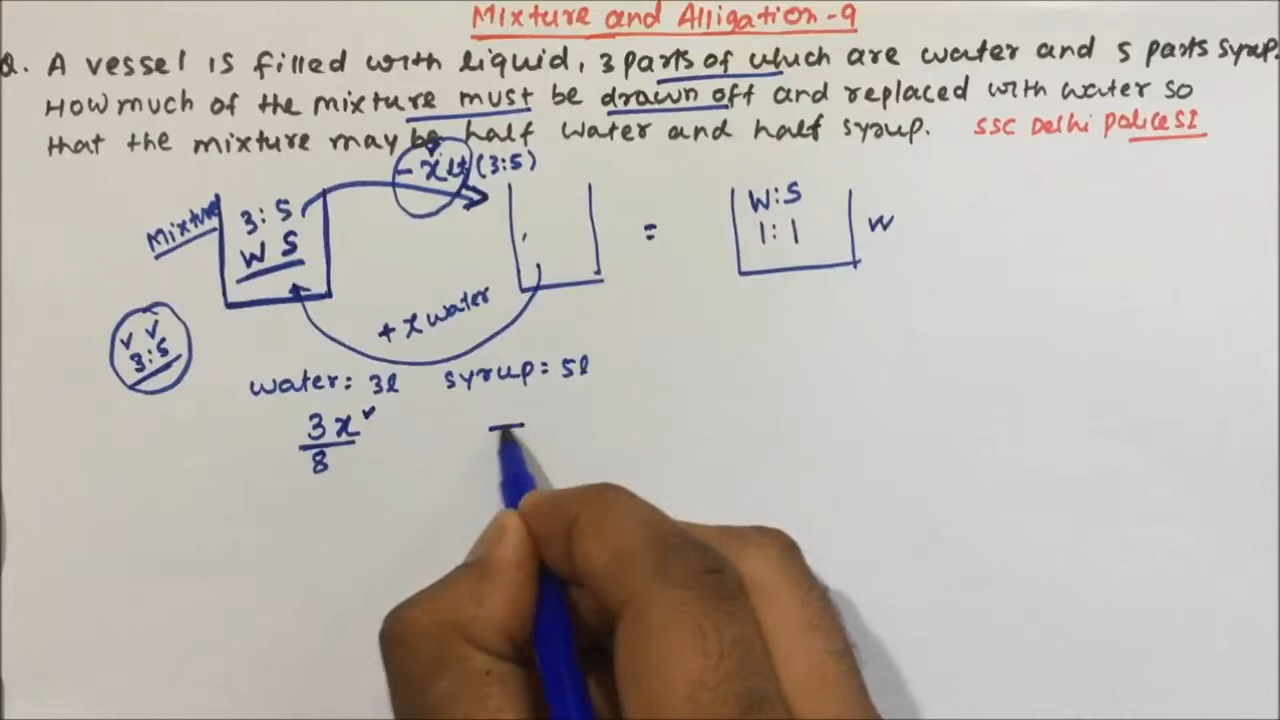 Mixture and Alligation-9
Q. A vessel is filled with liquid, 3 parts of which are water and 5 parts syrup.
How much of the mixture must be drawn off and replaced with water so
that the mixture may be half water and half syrup. SSC Delhi Police SI
- x lt (3:5)
Mixture
3:5
W S
W:S
1:1
W
+ x water
3:5
water: 3l syrup = 5l
3x
8